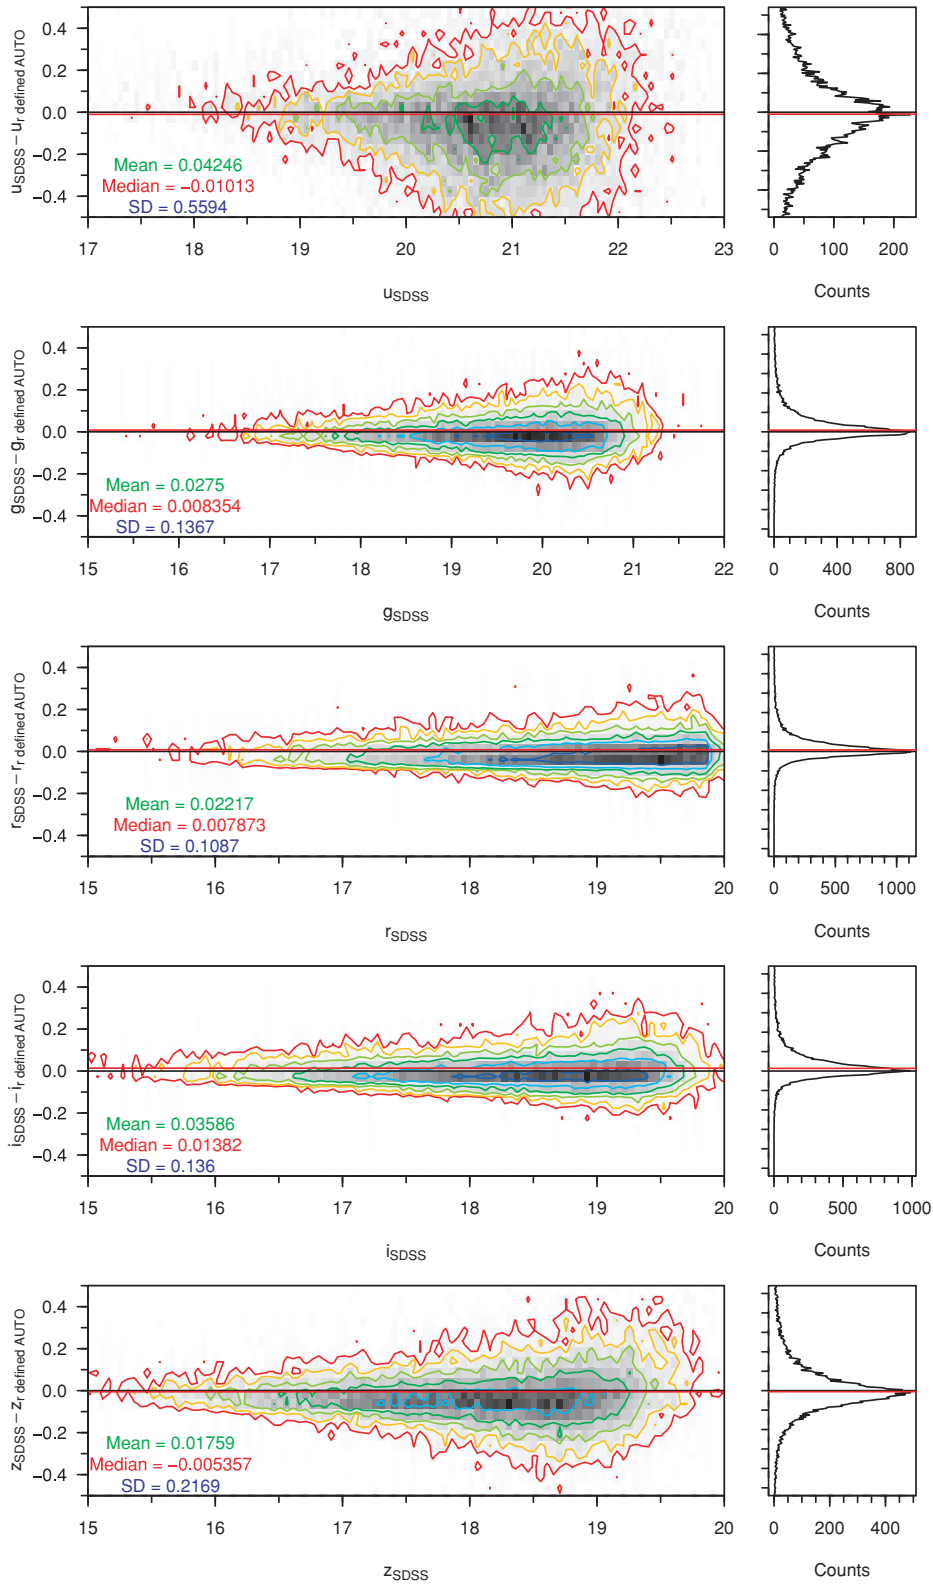 uSDSS − ur defined AUTO
0.4
0.2
0.0
−0.2
−0.4
Mean = 0.04246
Median = −0.01013
SD = 0.5594
17 18 19 20 21 22 23
uSDSS
0 100 200
Counts
gSDSS − gr defined AUTO
0.4
0.2
0.0
−0.2
−0.4
Mean = 0.0275
Median = 0.008354
SD = 0.1367
15 16 17 18 19 20 21 22
gSDSS
0 400 800
Counts
rSDSS − rr defined AUTO
0.4
0.2
0.0
−0.2
−0.4
Mean = 0.02217
Median = 0.007873
SD = 0.1087
15 16 17 18 19 20
rSDSS
0 500 1000
Counts
iSDSS − ir defined AUTO
0.4
0.2
0.0
−0.2
−0.4
Mean = 0.03586
Median = 0.01382
SD = 0.136
15 16 17 18 19 20
iSDSS
0 500 1000
Counts
zSDSS − zr defined AUTO
0.4
0.2
0.0
−0.2
−0.4
Mean = 0.01759
Median = −0.005357
SD = 0.2169
15 16 17 18 19 20
zSDSS
0 200 400
Counts